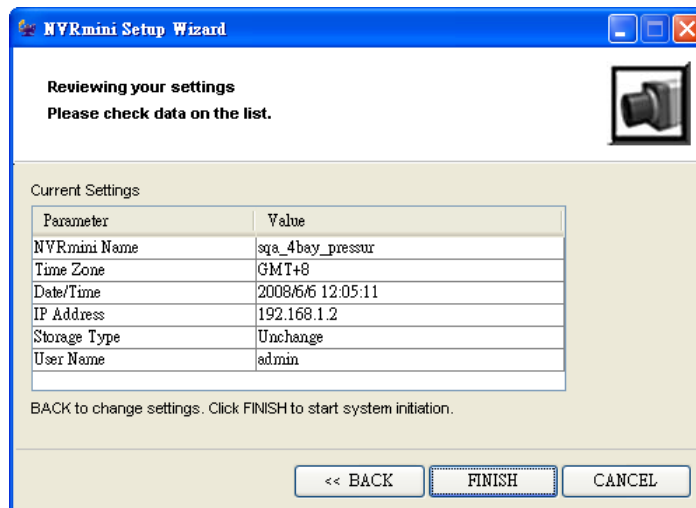 NVRmini Setup Wizard
Reviewing your settings
Please check data on the list.
Current Settings
Parameter Value
NVRmini Name sqa_4bay_pressur
Time Zone GMT+8
Date/Time 2008/6/6 12:05:11
IP Address 192.168.1.2
Storage Type Unchange
User Name admin
BACK to change settings. Click FINISH to start system initiation.
<< BACK FINISH CANCEL